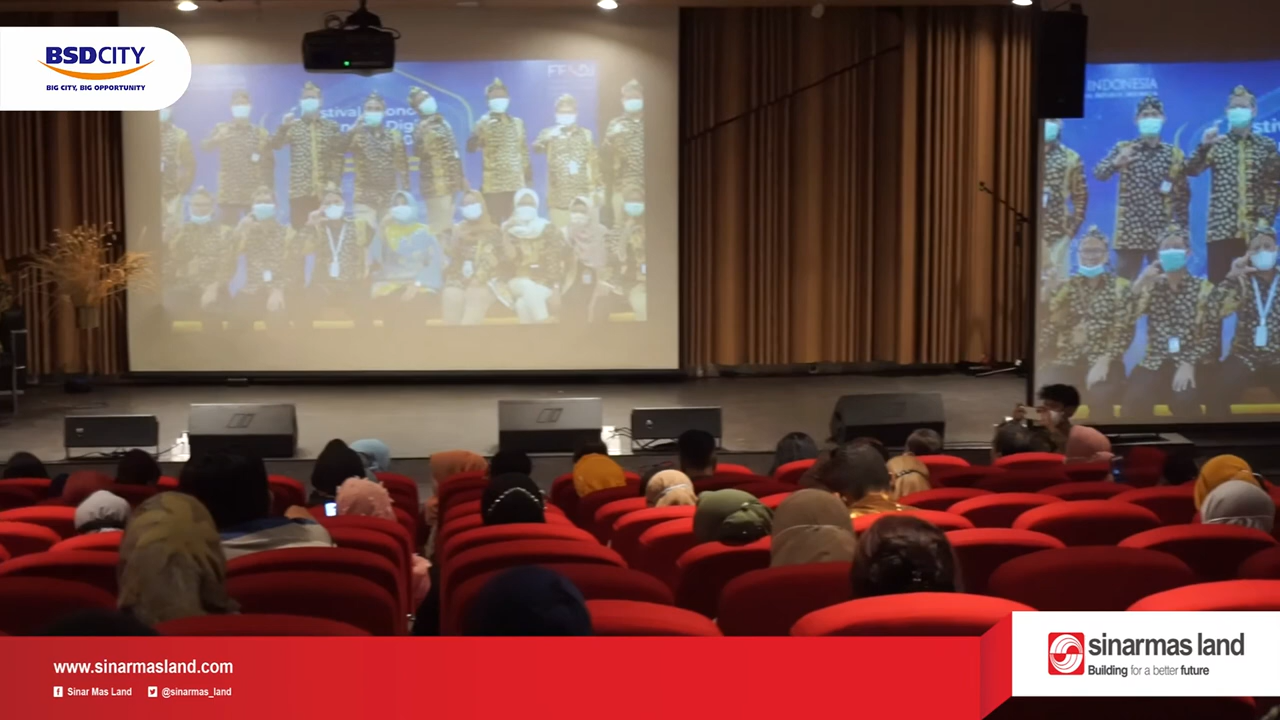 BSDCITY
BIG CITY, BIG OPPORTUNITY
INDONESIA
www.sinarmasland.com
Sinar Mas Land
@sinarmas_land
sinarmas land
Building for a better future